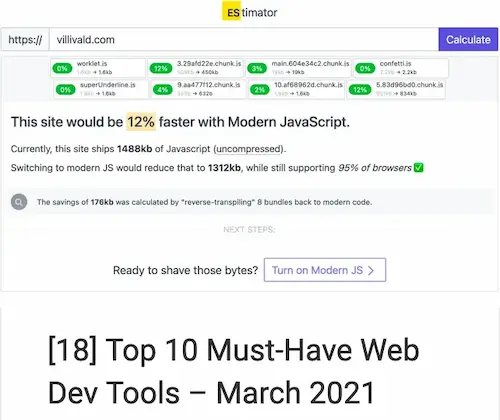 EStimator
https:// villivald.com Calculate
0% worklet.js 1.6kb → 1.6kb 12% 3.29afd22e.chunk.js → 450kb 3% main.604e34c2.chunk.js 19kb → 19kb 0% confetti.js 2.2kb → 2.2kb
0% superUnderline.js 1.6kb → 1.6kb 4% 9.aa477f12.chunk.js → 632b 2% 10.af68962d.chunk.js 1.6kb → 1.6kb 12% 5.83d96bd0.chunk.js → 834kb
This site would be 12% faster with Modern JavaScript.
Currently, this site ships 1488kb of Javascript (uncompressed).
Switching to modern JS would reduce that to 1312kb, while still supporting 95% of browsers ✅
The savings of 176kb was calculated by "reverse-transpiling" 8 bundles back to modern code.
NEXT STEPS:
Ready to shave those bytes? Turn on Modern JS >
[18] Top 10 Must-Have Web
Dev Tools – March 2021